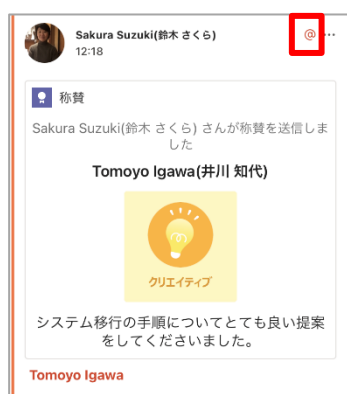 Sakura Suzuki(鈴木 さくら)
@ …
12:18
称賛
Sakura Suzuki(鈴木 さくら) さんが称賛を送信しま
した
Tomoyo Igawa(井川 知代)
クリエイティブ
システム移行の手順についてとても良い提案
をしてくださいました。
Tomoyo Igawa